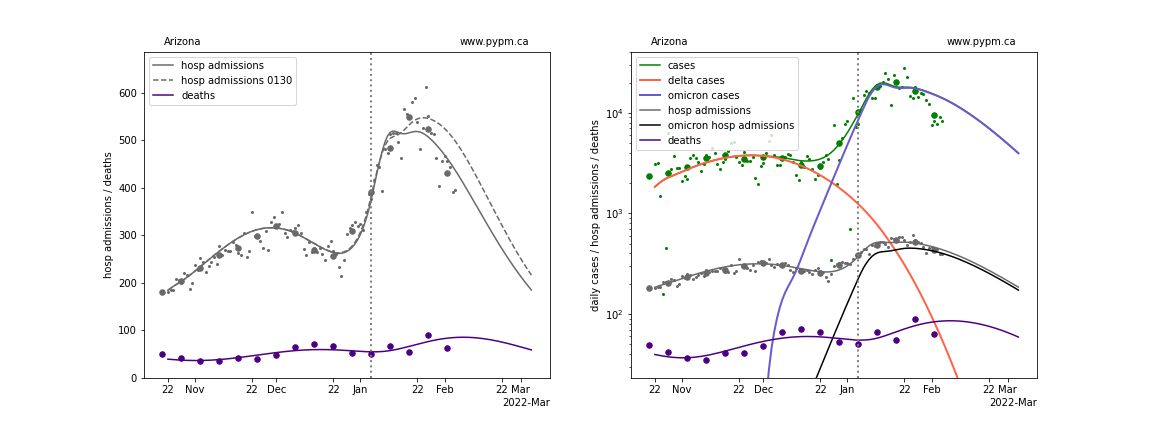 Arizona www.pypm.ca
hosp admissions
hosp admissions 0130
deaths
hosp admissions / deaths
600
500
400
300
200
100
0
22 Nov 22 Dec 22 Jan 22 Feb 22 Mar
2022-Mar
Arizona www.pypm.ca
cases
delta cases
omicron cases
hosp admissions
omicron hosp admissions
deaths
daily cases / hosp admissions / deaths
10⁴
10³
10²
22 Nov 22 Dec 22 Jan 22 Feb 22 Mar
2022-Mar